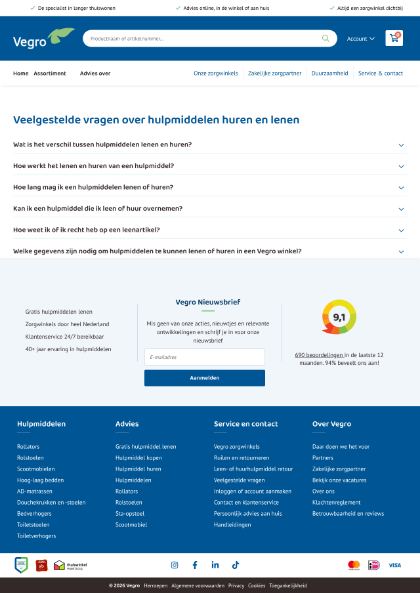 De specialist in langer thuiswonen
Advies online, in de winkel of aan huis
Altijd een zorgwinkel dichtbij
Vegro
Productnaam of artikelnummer...
Account
0
Home Assortiment Advies over
Onze zorgwinkels Zakelijke zorgpartner Duurzaamheid Service & contact
Veelgestelde vragen over hulpmiddelen huren en lenen
Wat is het verschil tussen hulpmiddelen lenen en huren?
Hoe werkt het lenen en huren van een hulpmiddel?
Hoe lang mag ik een hulpmiddelen lenen of huren?
Kan ik een hulpmiddel die ik leen of huur overnemen?
Hoe weet ik of ik recht heb op een leenartikel?
Welke gegevens zijn nodig om hulpmiddelen te kunnen lenen of huren in een Vegro winkel?
Gratis hulpmiddelen lenen
Zorgwinkels door heel Nederland
Klantenservice 24/7 bereikbaar
40+ jaar ervaring in hulpmiddelen
Vegro Nieuwsbrief
Mis geen van onze acties, nieuwtjes en relevante
ontwikkelingen en schrijf je in voor onze
nieuwsbrief
E-mailadres
Aanmelden
9,1
690 beoordelingen in de laatste 12
maanden. 94% beveelt ons aan!
Hulpmiddelen
Rollators
Rolstoelen
Scootmobielen
Hoog-laag bedden
AD-matrassen
Douchekrukken en -stoelen
Bedverhogers
Toiletstoelen
Toiletverhogers
Advies
Gratis hulpmiddel lenen
Hulpmiddel kopen
Hulpmiddel huren
Hulpmiddelen
Rollators
Rolstoelen
Sta-opstoel
Scootmobiel
Service en contact
Vegro zorgwinkels
Ruilen en retourneren
Leen- of huurhulpmiddel retour
Veelgestelde vragen
Inloggen of account aanmaken
Contact en klantenservice
Persoonlijk advies aan huis
Handleidingen
Over Vegro
Daar doen we het voor
Partners
Zakelijke zorgpartner
Bekijk onze vacatures
Over ons
Klachtenregelement
Betrouwbaarheid en reviews
VISA
© 2026 Vegro Herroepen Algemene voorwaarden Privacy Cookies Toegankelijkheid